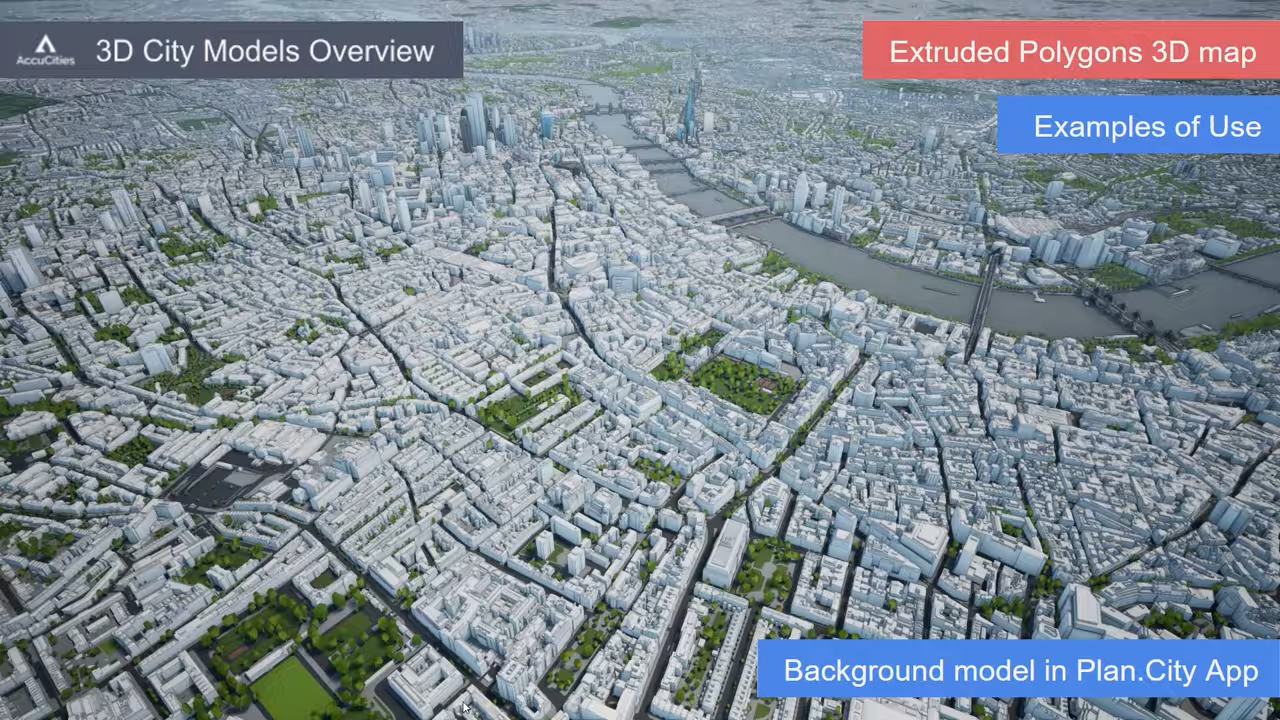 AccuCities
3D City Models Overview
Extruded Polygons 3D map
Examples of Use
Background model in Plan.City App